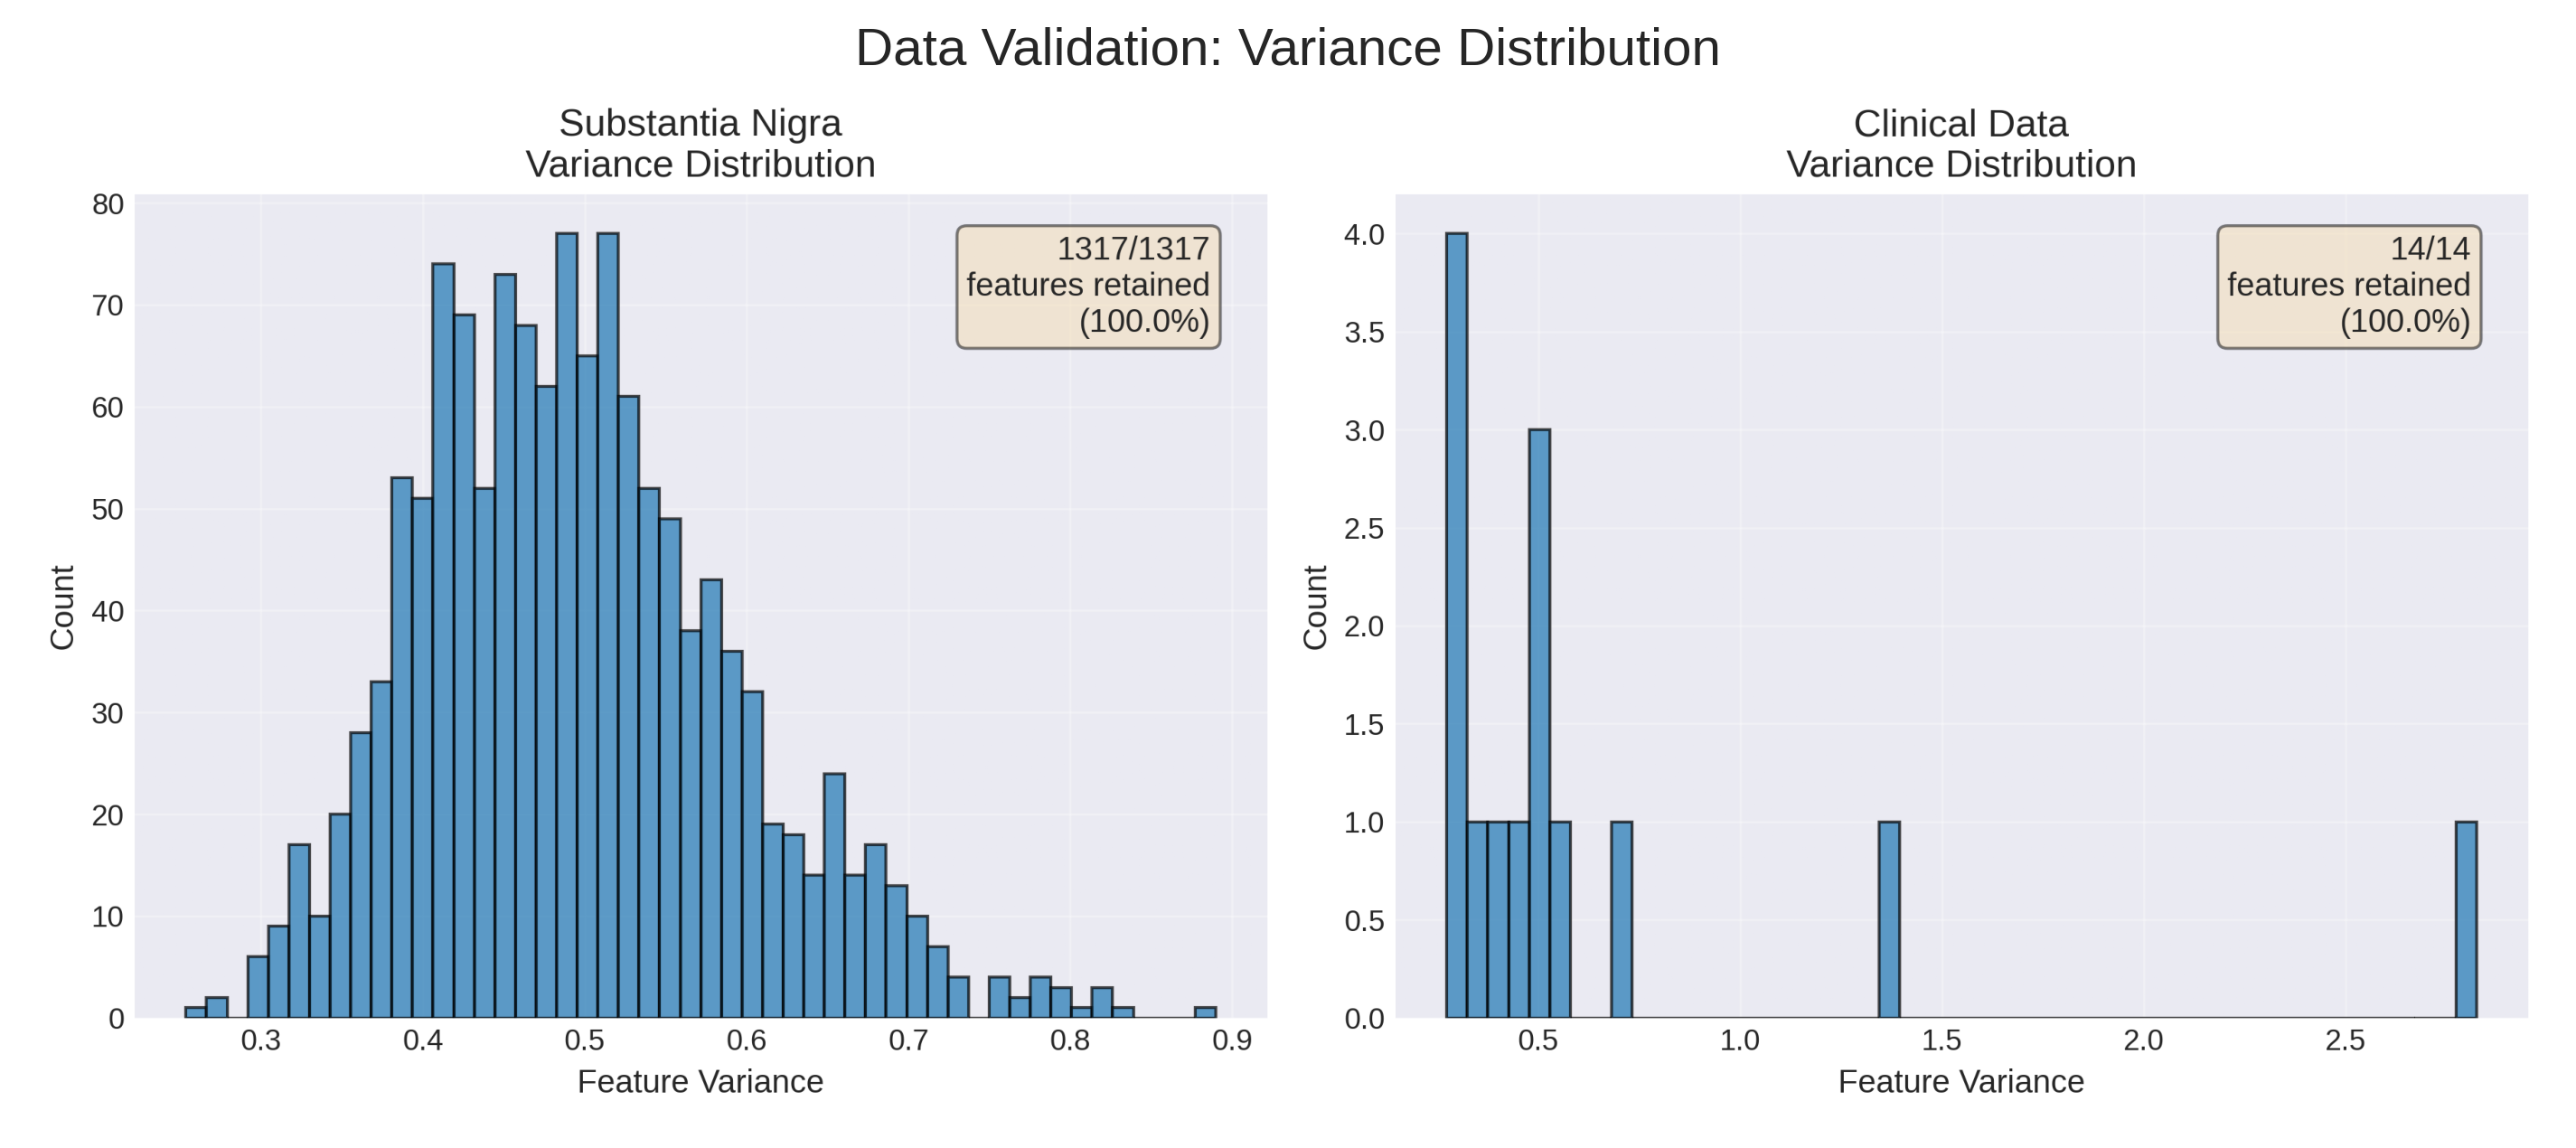 Data Validation: Variance Distribution
Substantia Nigra
Variance Distribution
80
70
60
50
40
30
20
10
0
Count
1317/1317
features retained
(100.0%)
0.3 0.4 0.5 0.6 0.7 0.8 0.9
Feature Variance
Clinical Data
Variance Distribution
4.0
3.5
3.0
2.5
2.0
1.5
1.0
0.5
0.0
Count
14/14
features retained
(100.0%)
0.5 1.0 1.5 2.0 2.5
Feature Variance